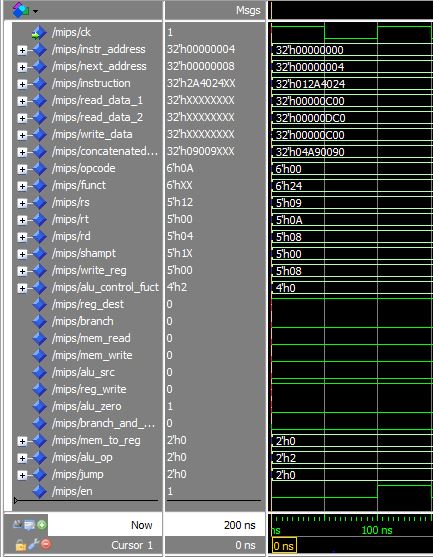 Msgs
/mips/ck 1
/mips/instr_address 32'h00000004 32'h00000000
/mips/next_address 32'h00000008 32'h00000004
/mips/instruction 32'h2A4024XX 32'h012A4024
/mips/read_data_1 32'hXXXXXXXX 32'h00000C00
/mips/read_data_2 32'hXXXXXXXX 32'h00000DC0
/mips/write_data 32'hXXXXXXXX 32'h00000C00
/mips/concatenated... 32'h09009XXX 32'h04A90090
/mips/opcode 6'h0A 6'h00
/mips/funct 6'hXX 6'h24
/mips/rs 5'h12 5'h09
/mips/rt 5'h00 5'h0A
/mips/rd 5'h04 5'h08
/mips/shampt 5'h1X 5'h00
/mips/write_reg 5'h00 5'h08
/mips/alu_control_fuct 4'h2 4'h0
/mips/reg_dest 0
/mips/branch 0
/mips/mem_read 0
/mips/mem_write 0
/mips/alu_src 0
/mips/reg_write 0
/mips/alu_zero 1
/mips/branch_and_... 0
/mips/mem_to_reg 2'h0 2'h0
/mips/alu_op 2'h0 2'h2
/mips/jump 2'h0 2'h0
/mips/en 1
Now 200 ns ns 100 ns
Cursor 1 0 ns 0 ns